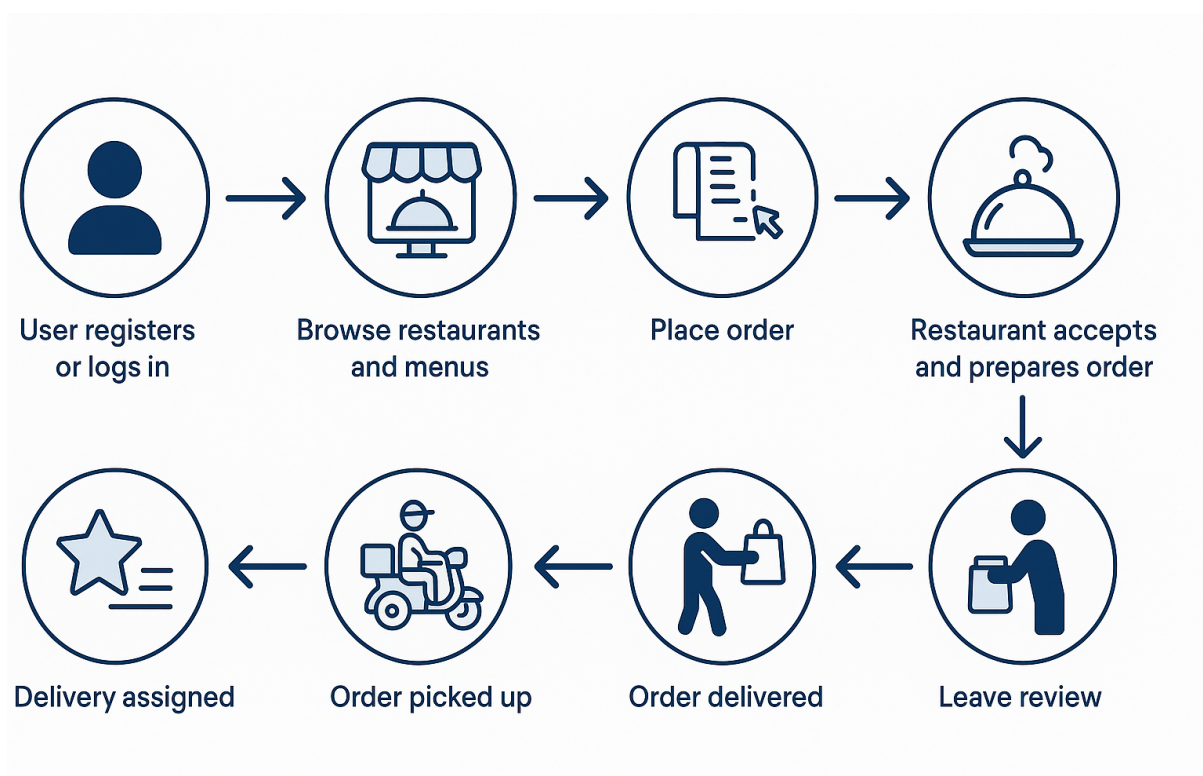 User registers
or logs in
Browse restaurants
and menus
Place order
Restaurant accepts
and prepares order
Delivery assigned
Order picked up
Order delivered
Leave review